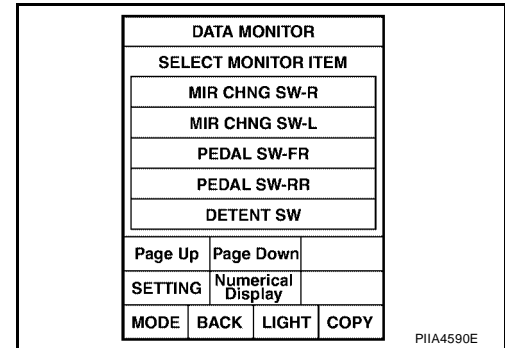 DATA MONITOR
SELECT MONITOR ITEM
MIR CHNG SW-R
MIR CHNG SW-L
PEDAL SW-FR
PEDAL SW-RR
DETENT SW
Page Up Page Down
SETTING Numerical Display
MODE BACK LIGHT COPY
PIIA4590E